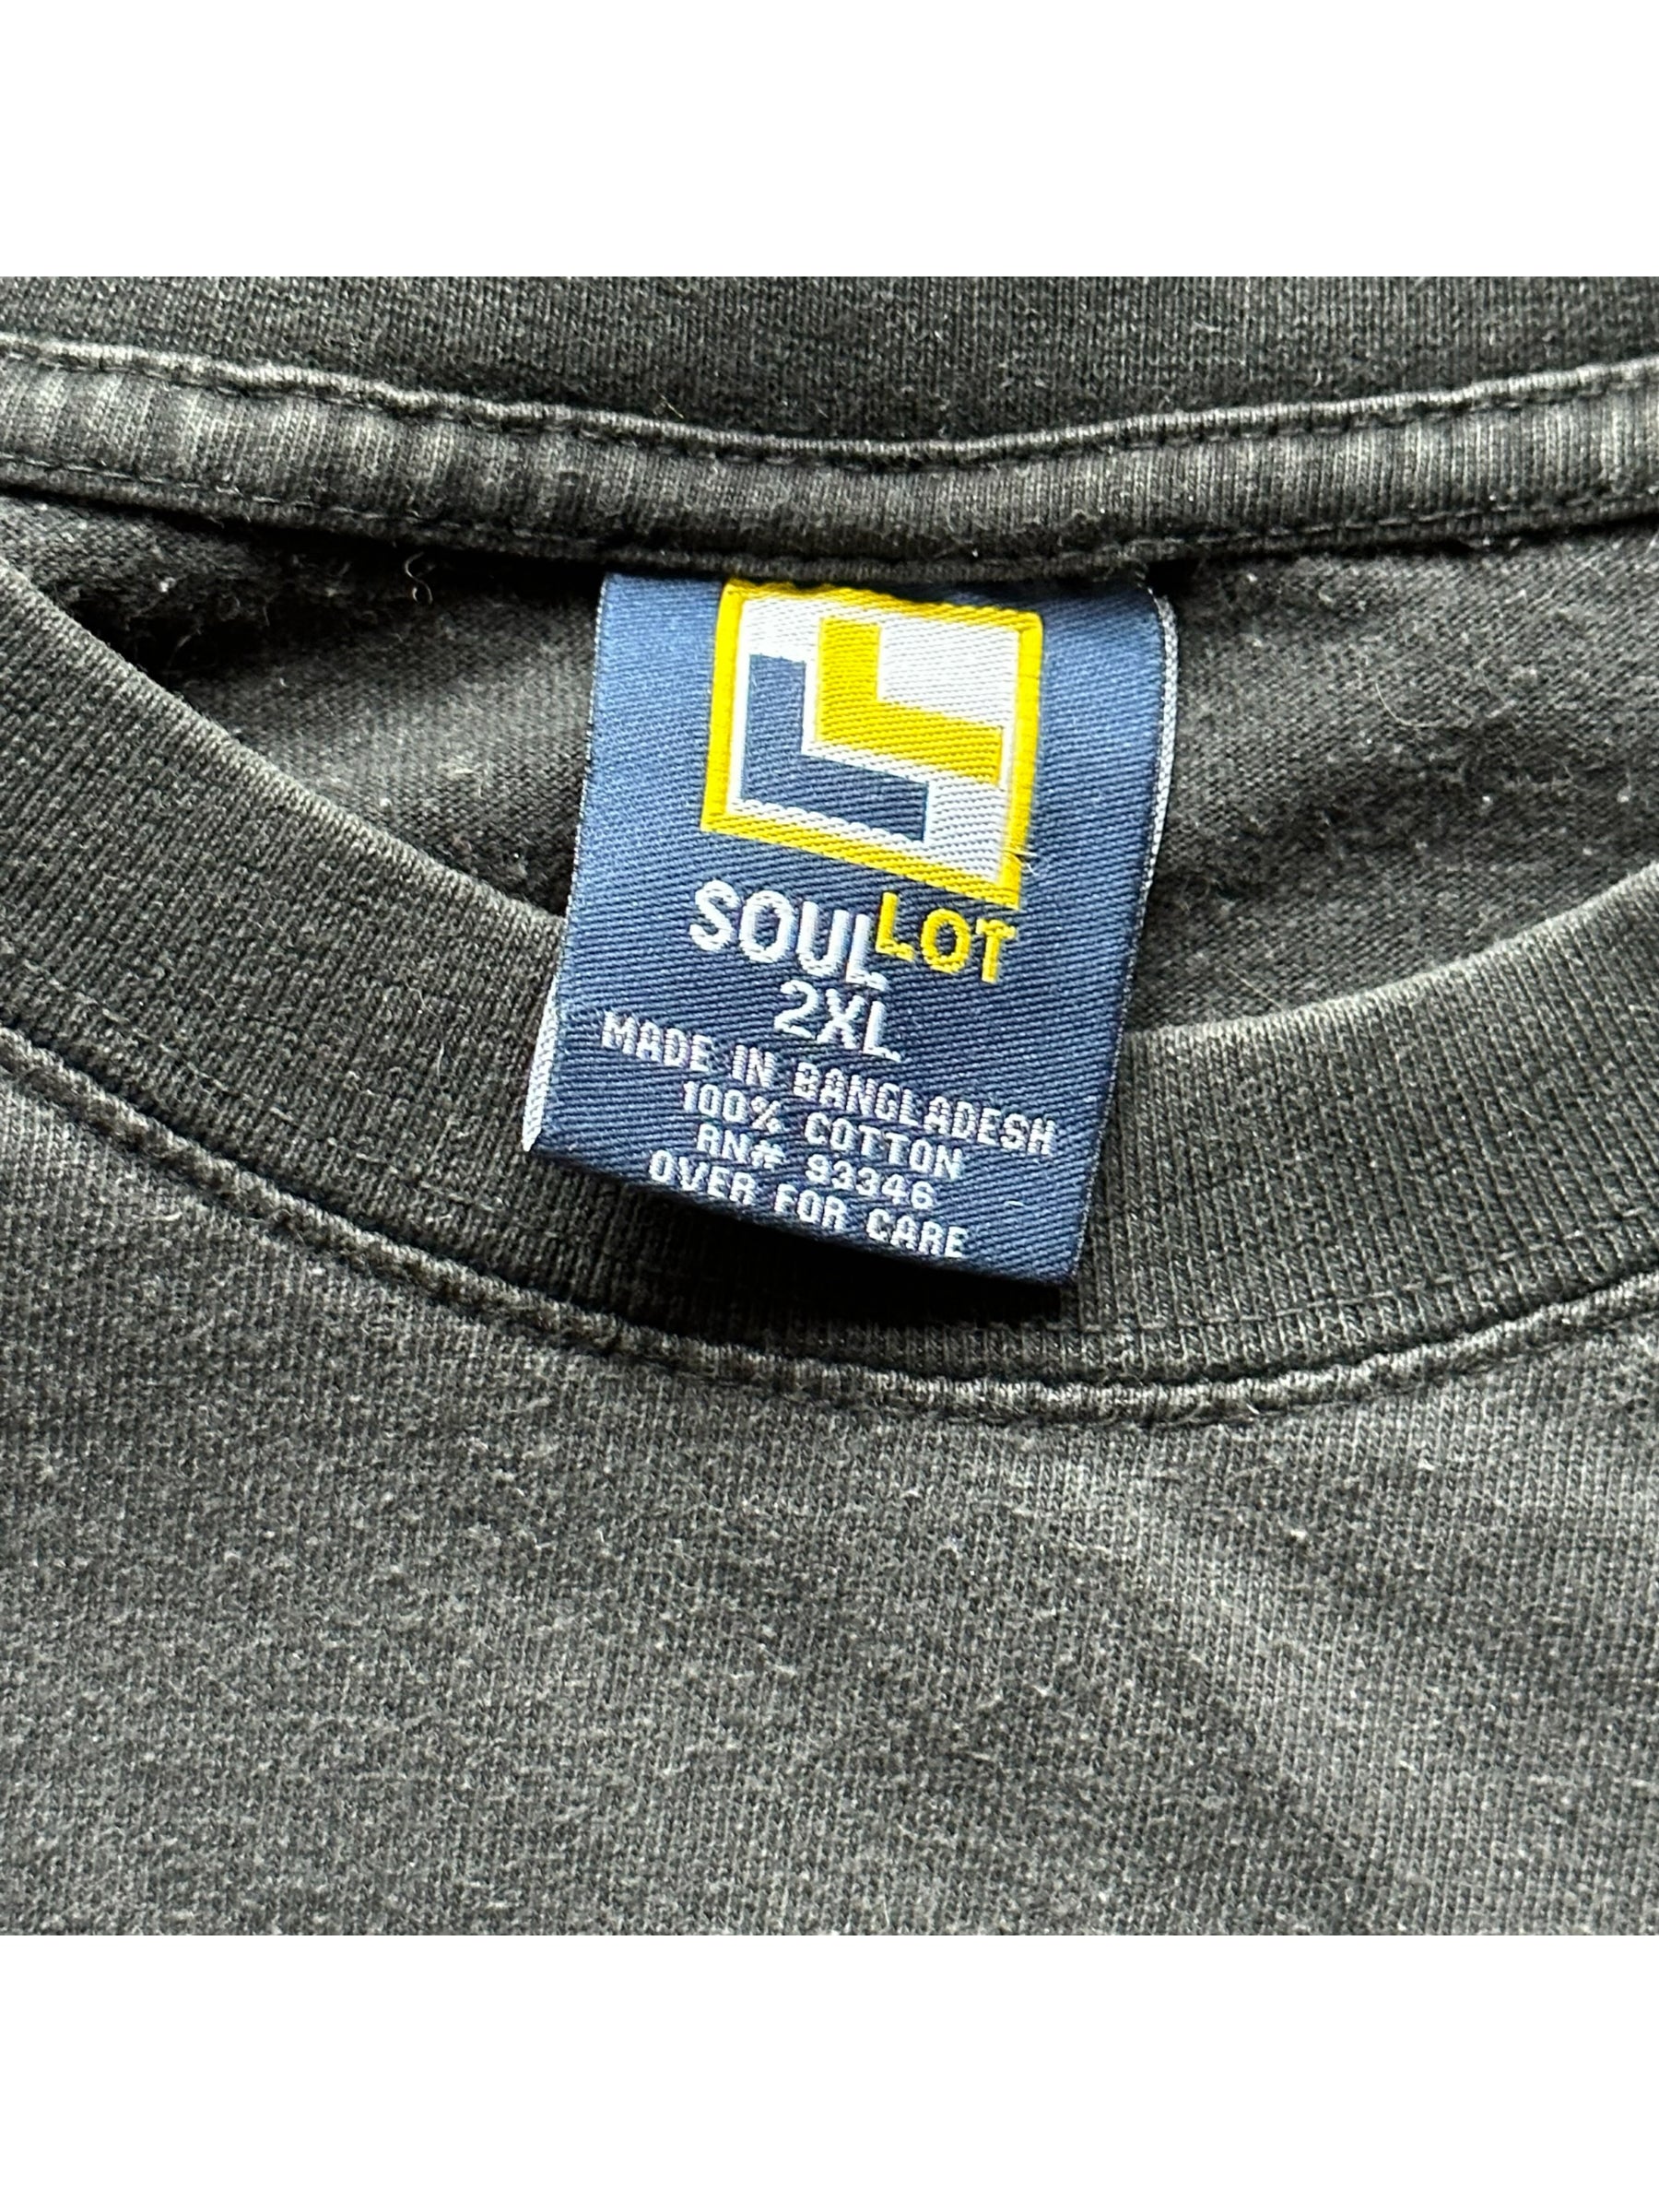 SOULLOT
2XL
MADE IN BANGLADESH
100% COTTON
RN# 93346
OVER FOR CARE